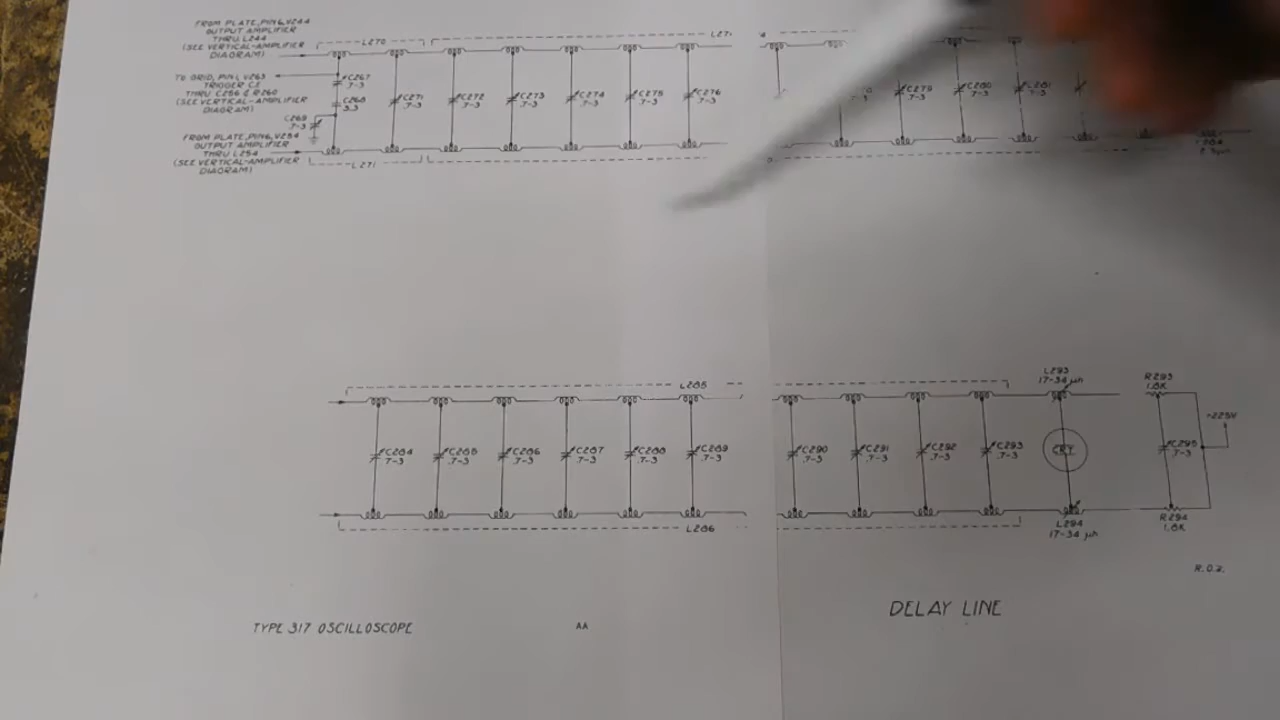 FROM PLATE, PIN 6, V244
OUTPUT AMPLIFIER
THRU L244
(SEE VERTICAL-AMPLIFIER
DIAGRAM)
L270
TO GRID, PIN 1, V263
TRIGGER C.F.
THRU C256 & R260
(SEE VERTICAL-AMPLIFIER
DIAGRAM)
C267
.7-3
C268
3.3
C269
.7-3
C271
.7-3
C272
.7-3
C273
.7-3
C274
.7-3
C275
.7-3
C276
.7-3
C279
.7-3
C280
.7-3
C281
.7-3
FROM PLATE, PIN 6, V254
OUTPUT AMPLIFIER
THRU L254
(SEE VERTICAL-AMPLIFIER
DIAGRAM)
L271
L285
L293
17-34 μh
R293
1.8K
C284
.7-3
C285
.7-3
C286
.7-3
C287
.7-3
C288
.7-3
C289
.7-3
C290
.7-3
C291
.7-3
C292
.7-3
C293
.7-3
CRT
C295
.7-3
+225V
L286
L294
17-34 μh
R294
1.8K
R.O.B.
TYPE 317 OSCILLOSCOPE
AA
DELAY LINE